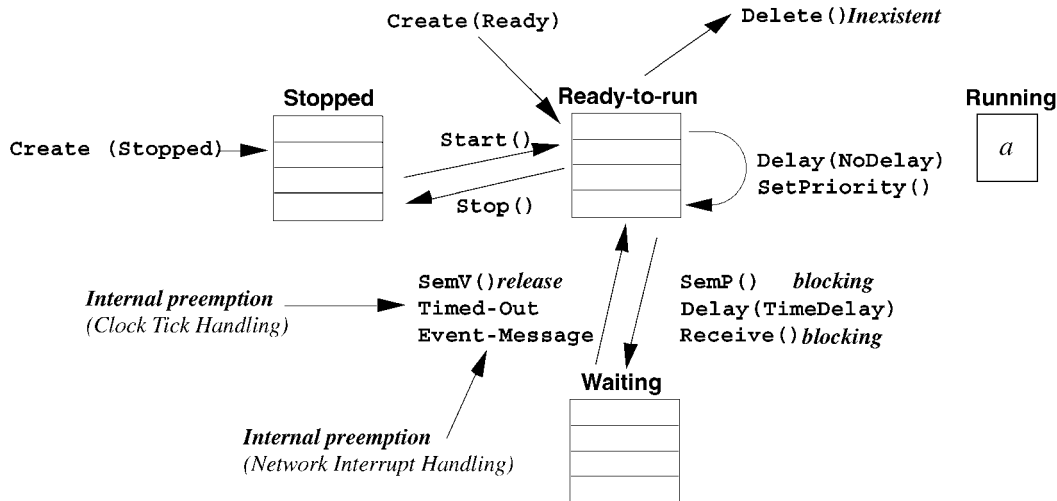 Create(Ready)
Delete()Inexistent
Stopped
Ready-to-run
Running
Create (Stopped)
Start()
a
Delay(NoDelay)
SetPriority()
Stop()
SemV()release
Timed-Out
Event-Message
SemP() blocking
Delay(TimeDelay)
Receive()blocking
Internal preemption
(Clock Tick Handling)
Waiting
Internal preemption
(Network Interrupt Handling)